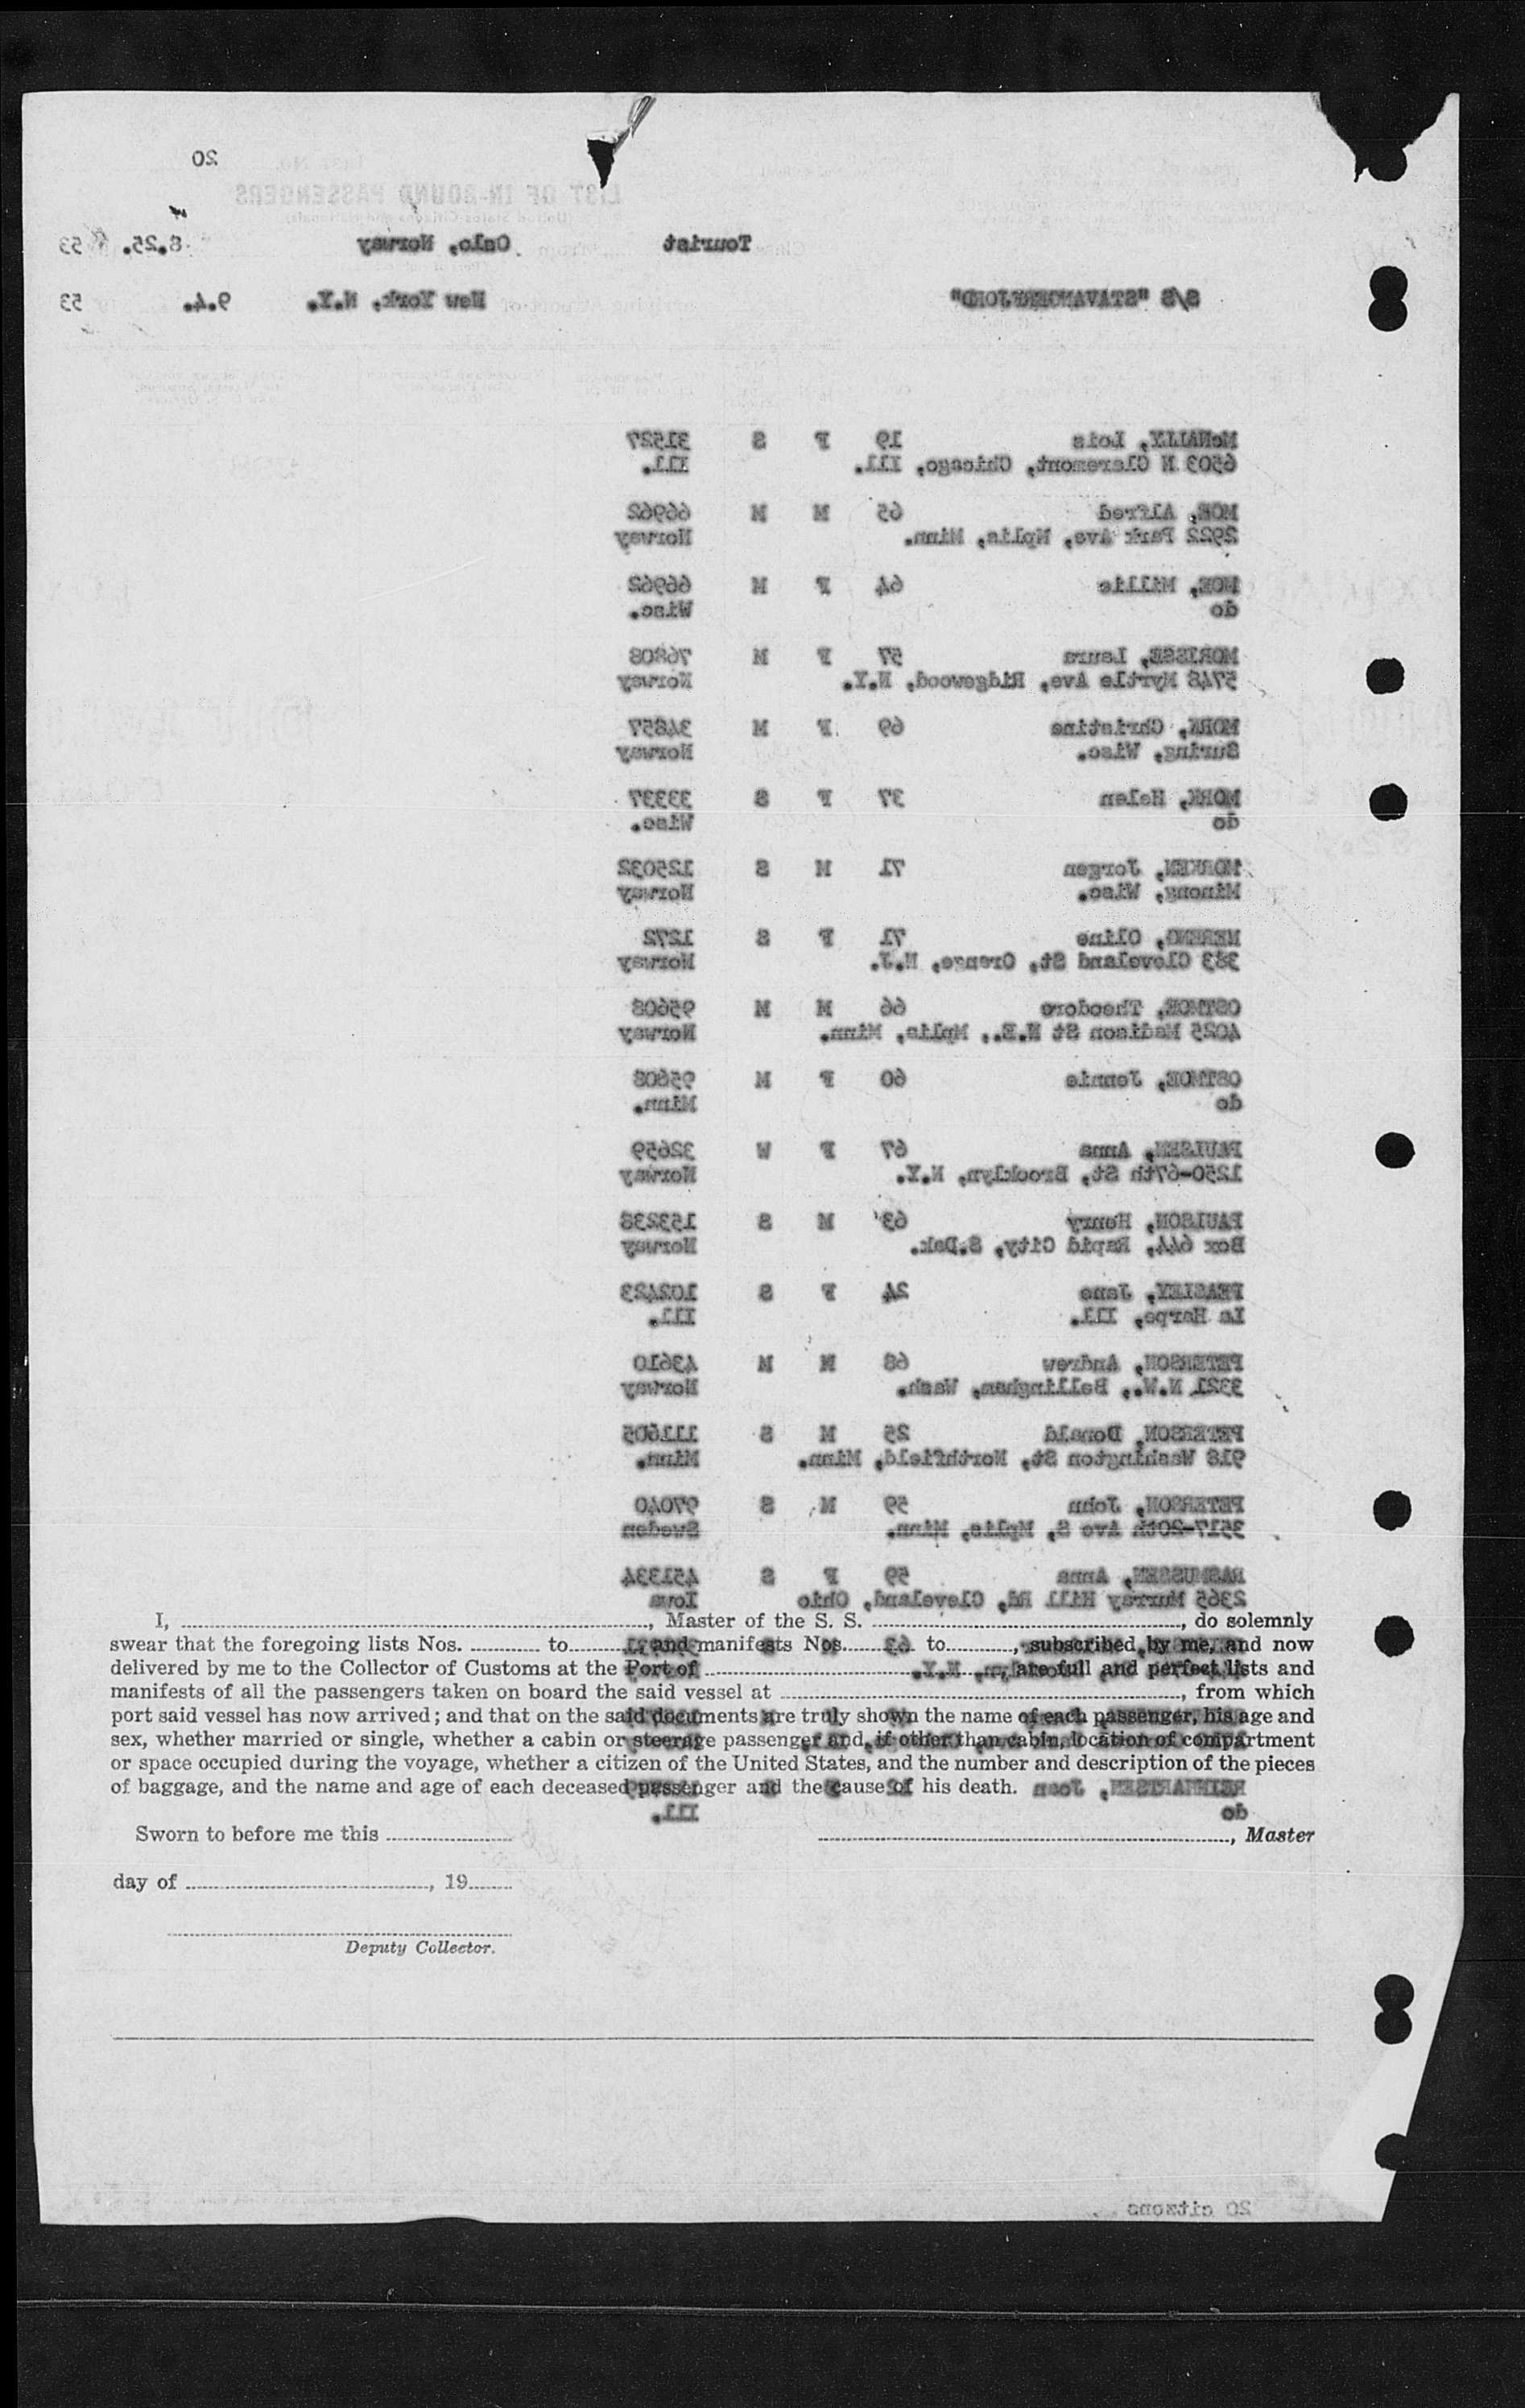 20
LIST OF IN-BOUND PASSENGERS
Tourist Oslo, Norway 8.25. 53
S/S "STAVANGERFJORD" New York, N.Y. 9.4. 53
McNALLY, Lois 19 F S 31527
6503 N Claremont, Chicago, Ill. Ill.
MOE, Alfred 65 M M 66962
2922 Park Ave, Mplis, Minn. Norway
MOE, Millie 64 F M 66962
do Wisc.
MORISSE, Laura 57 F M 76808
5748 Myrtle Ave, Ridgewood, N.Y. Norway
MORK, Christine 69 F M 34857
Suring, Wisc. Norway
MORK, Helen 37 F S 33337
do Wisc.
MORKEN, Jorgen 71 M S 125032
Minong, Wisc. Norway
NERENG, Oline 71 F S 1272
383 Cleveland St, Orange, N.J. Norway
OSTMOE, Theodore 66 M M 95608
4025 Madison St N.E., Mplis, Minn. Norway
OSTMOE, Jennie 60 F M 95608
do Minn.
PAULSEN, Anna 67 F W 32659
1250-67th St, Brooklyn, N.Y. Norway
PAULSON, Henry 63 M S 153238
Box 644, Rapid City, S.Dak. Norway
PEASLEY, Jane 24 F S 102423
La Harpe, Ill. Ill.
PETERSON, Andrew 68 M M 43610
3321 N.W., Bellingham, Wash. Norway
PETERSON, Donald 25 M S 111605
918 Washington St, Northfield, Minn. Minn.
PETERSON, John 59 M S 97040
3517-20th Ave S, Mplis, Minn. Sweden
RASMUSSEN, Anna 59 F S 451334
2365 Murray Hill Rd, Cleveland, Ohio Iowa
I, , Master of the S. S. , do solemnly
swear that the foregoing lists Nos. to and manifests Nos. 63 to , subscribed by me, and now
delivered by me to the Collector of Customs at the Port of N.Y. , are full and perfect lists and
manifests of all the passengers taken on board the said vessel at , from which
port said vessel has now arrived; and that on the said documents are truly shown the name of each passenger, his age and
sex, whether married or single, whether a cabin or steerage passenger and, if other than cabin, location of compartment
or space occupied during the voyage, whether a citizen of the United States, and the number and description of the pieces
of baggage, and the name and age of each deceased passenger and the cause of his death.
REINHARTSEN, Joan
do Ill.
Sworn to before me this , Master
day of , 19
Deputy Collector.
20 citzens